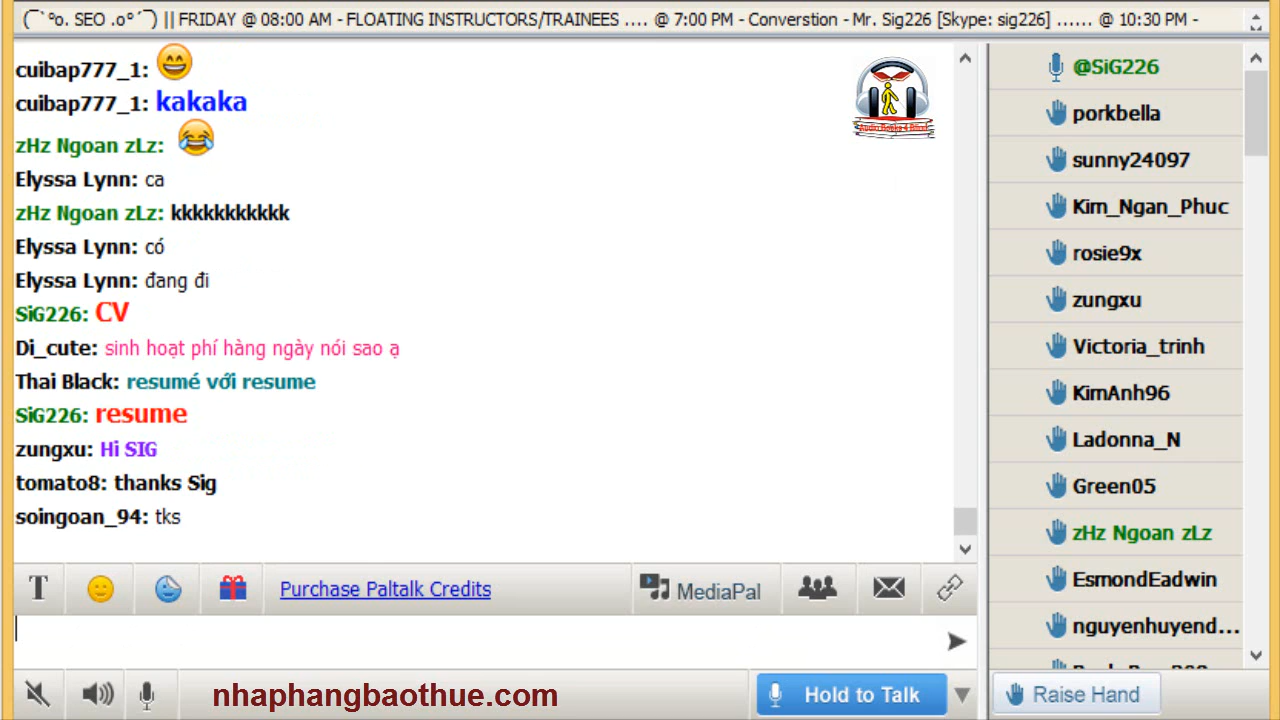 (¯`°o. SEO .o°´¯) || FRIDAY @ 08:00 AM - FLOATING INSTRUCTORS/TRAINEES .... @ 7:00 PM - Converstion - Mr. Sig226 [Skype: sig226] ...... @ 10:30 PM -
cuibap777_1:
cuibap777_1: kakaka
zHz Ngoan zLz:
Elyssa Lynn: ca
zHz Ngoan zLz: kkkkkkkkkkk
Elyssa Lynn: có
Elyssa Lynn: đang đi
SiG226: CV
Di_cute: sinh hoạt phí hàng ngày nói sao ạ
Thai Black: resumé với resume
SiG226: resume
zungxu: Hi SIG
tomato8: thanks Sig
soingoan_94: tks
Audio Books 4 Blind
@SiG226
porkbella
sunny24097
Kim_Ngan_Phuc
rosie9x
zungxu
Victoria_trinh
KimAnh96
Ladonna_N
Green05
zHz Ngoan zLz
EsmondEadwin
nguyenhuyend...
T
Purchase Paltalk Credits
MediaPal
nhaphangbaothue.com
Hold to Talk
Raise Hand